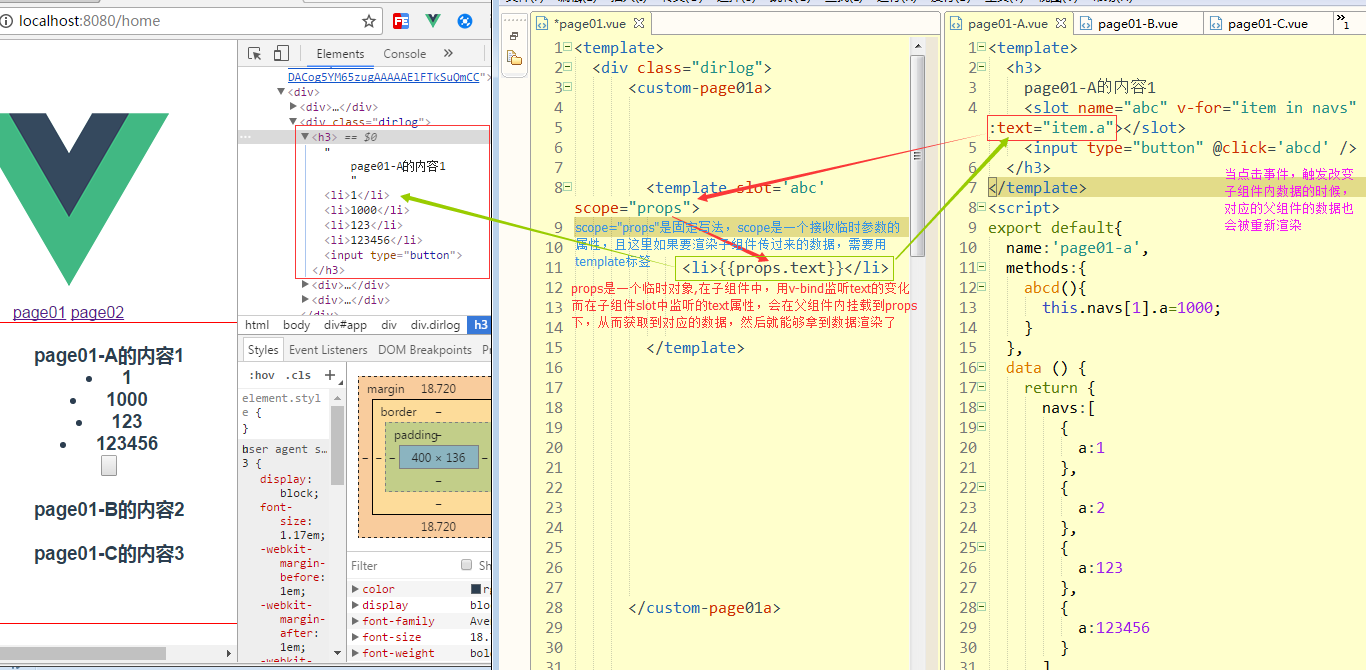 localhost:8080/home
Elements
Console
»
DACog5YM65zugAAAAAElFTkSuQmCC">
▼<div>
▶<div>…</div>
▼<div class="dirlog">
▼<h3> == $0
"
page01-A的内容1
"
<li>1</li>
<li>1000</li>
<li>123</li>
<li>123456</li>
<input type="button">
</h3>
▶<div>…</div>
▶<div>…</div>
html body div#app div div.dirlog h3
Styles Event Listeners DOM Breakpoints
:hov .cls +
element.styl
e {
}
user agent s…
3 {
display:
block;
font-
size:
1.17em;
-webkit-
margin-
before:
1em;
-webkit-
margin-
after:
1em;
-webkit-
margin 18.720
border –
padding–
400 × 136
–
–
18.720
Filter
▶ color
▶ display
▶ font-family
▶ font-size
▶ font-weight
page01 page02
page01-A的内容1
1
1000
123
123456
page01-B的内容2
page01-C的内容3
*page01.vue
1 <template>
2 <div class="dirlog">
3 <custom-page01a>
4
5
6
7
8 <template slot='abc'
scope="props">
9 scope="props"是固定写法，scope是一个接收临时参数的
10 属性，且这里如果要渲染子组件传过来的数据，需要用
template标签
11 <li>{{props.text}}</li>
12 props是一个临时对象,在子组件中，用v-bind监听text的变化
13 而在子组件slot中监听的text属性，会在父组件内挂载到props
14 下，从而获取到对应的数据，然后就能够拿到数据渲染了
15 </template>
16
17
18
19
20
21
22
23
24
25
26
27
28 </custom-page01a>
29
30
31
page01-A.vue page01-B.vue page01-C.vue »1
1 <template>
2 <h3>
3 page01-A的内容1
4 <slot name="abc" v-for="item in navs"
:text="item.a"></slot>
5 <input type="button" @click='abcd' />
6 </h3>
7 </template>
8 <script>
9 export default{
10 name:'page01-a',
11 methods:{
12 abcd(){
13 this.navs[1].a=1000;
14 }
15 },
16 data () {
17 return {
18 navs:[
19 {
20 a:1
21 },
22 {
23 a:2
24 },
25 {
26 a:123
27 },
28 {
29 a:123456
30 }
31 ]
当点击事件，触发改变
子组件内数据的时候，
对应的父组件的数据也
会被重新渲染